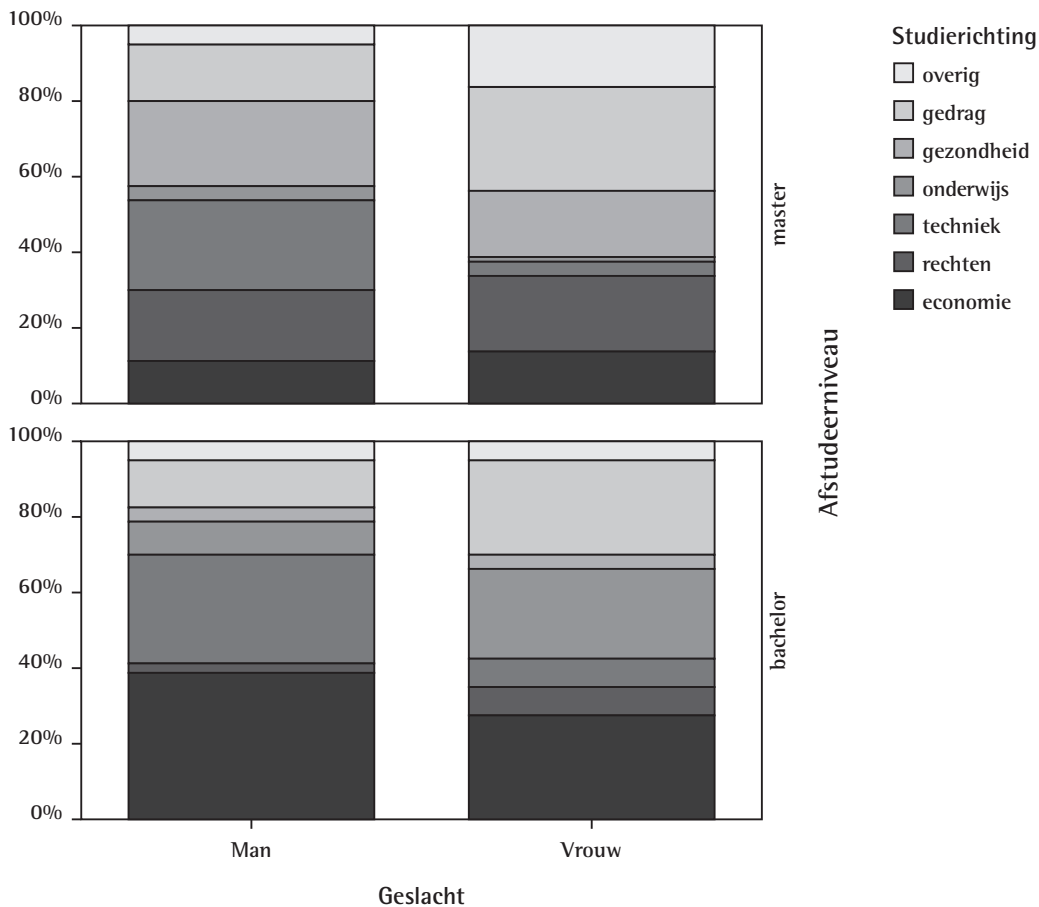 100%
80%
60%
40%
20%
0%
master
100%
80%
60%
40%
20%
0%
bachelor
Man
Vrouw
Geslacht
Afstudeerniveau
Studierichting
overig
gedrag
gezondheid
onderwijs
techniek
rechten
economie